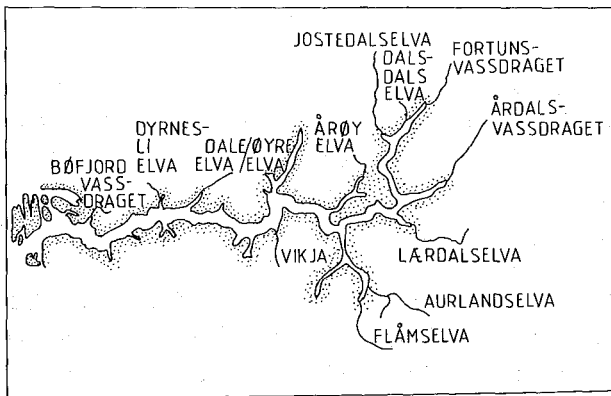 JOSTEDALSELVA
DALS-
DALS
ELVA
FORTUNS-
VASSDRAGET
ÅRDALS-
VASSDRAGET
DYRNES-
LI
ELVA
DALE/ØYRE
ELVA/ELVA
ÅRØY
ELVA
BØFJORD
VASS-
DRAGET
VIKJA
LÆRDALSELVA
AURLANDSELVA
FLÅMSELVA